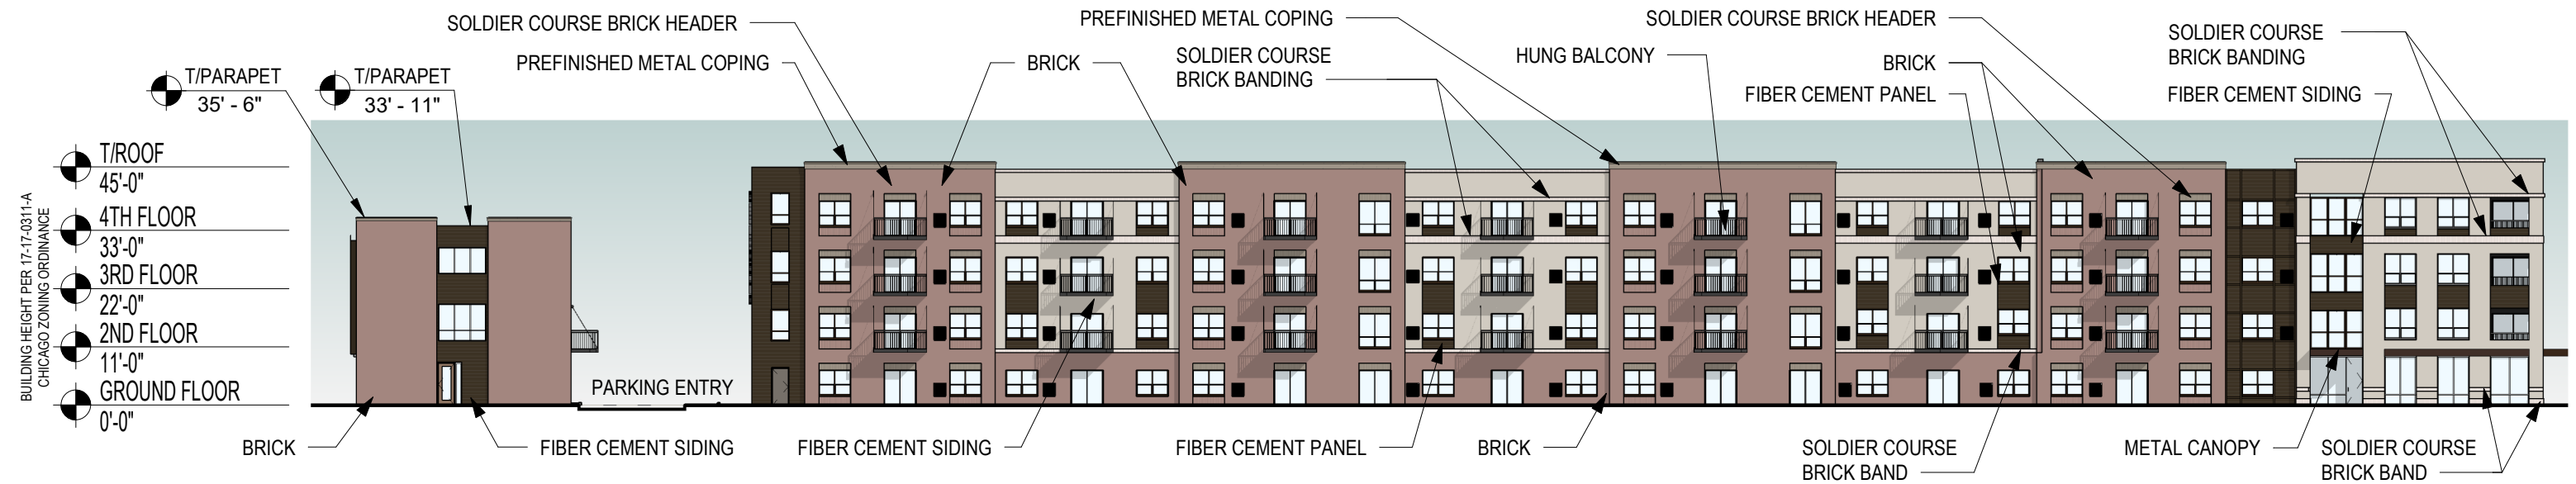 SOLDIER COURSE BRICK HEADER
PREFINISHED METAL COPING
BRICK
PREFINISHED METAL COPING
SOLDIER COURSE
BRICK BANDING
HUNG BALCONY
SOLDIER COURSE BRICK HEADER
BRICK
FIBER CEMENT PANEL
SOLDIER COURSE
BRICK BANDING
FIBER CEMENT SIDING
T/PARAPET
35' - 6"
T/PARAPET
33' - 11"
BUILDING HEIGHT PER 17-17-0311-A
CHICAGO ZONING ORDINANCE
T/ROOF
45'-0"
4TH FLOOR
33'-0"
3RD FLOOR
22'-0"
2ND FLOOR
11'-0"
GROUND FLOOR
0'-0"
PARKING ENTRY
BRICK
FIBER CEMENT SIDING
FIBER CEMENT SIDING
FIBER CEMENT PANEL
BRICK
SOLDIER COURSE
BRICK BAND
METAL CANOPY
SOLDIER COURSE
BRICK BAND